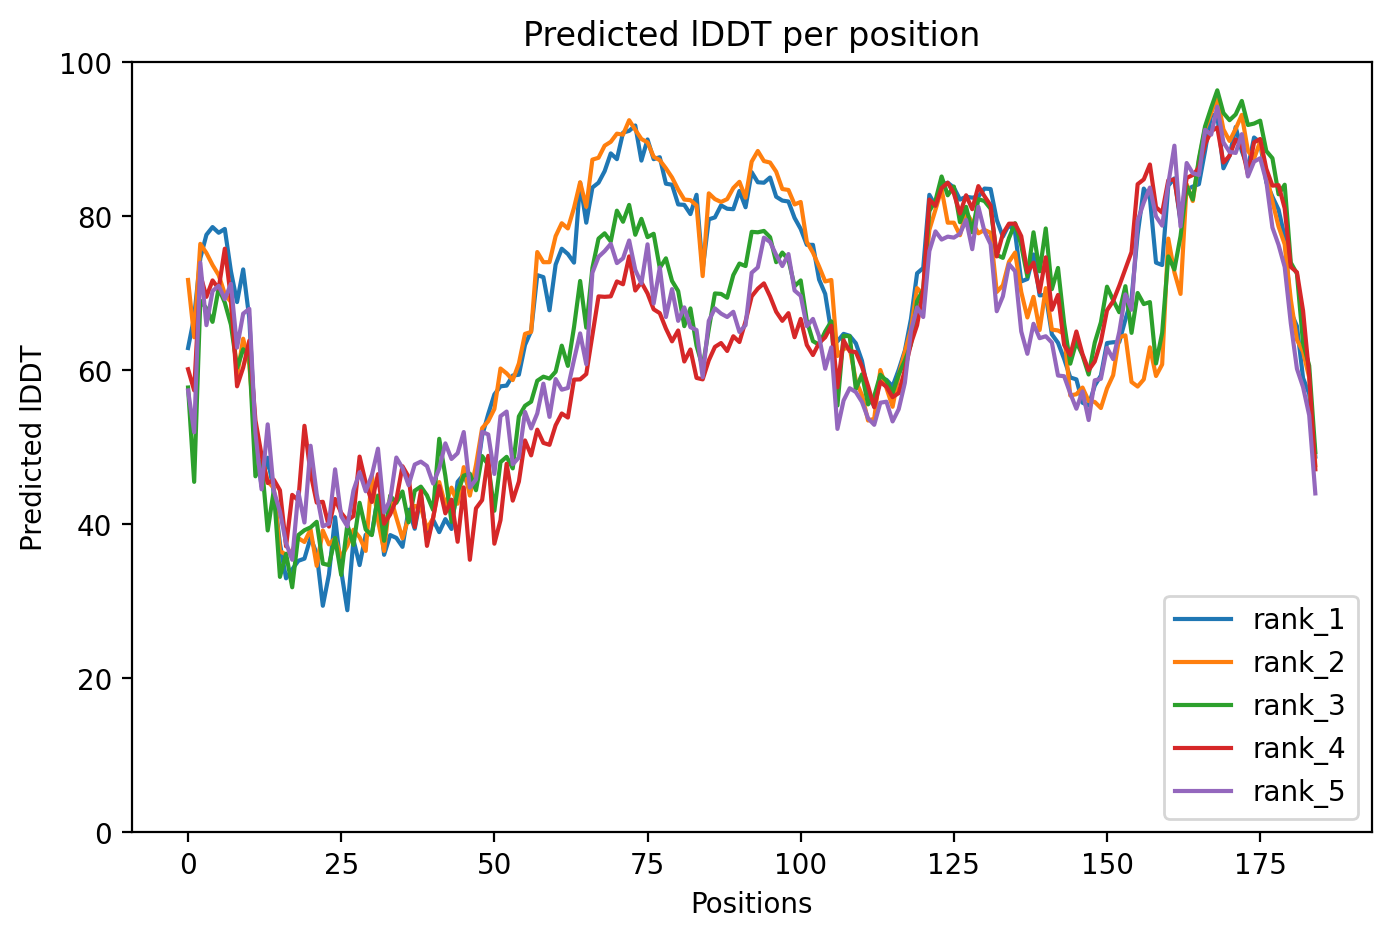 Predicted lDDT per position
Predicted lDDT
100
80
60
40
20
0
0 25 50 75 100 125 150 175
Positions
rank_1
rank_2
rank_3
rank_4
rank_5